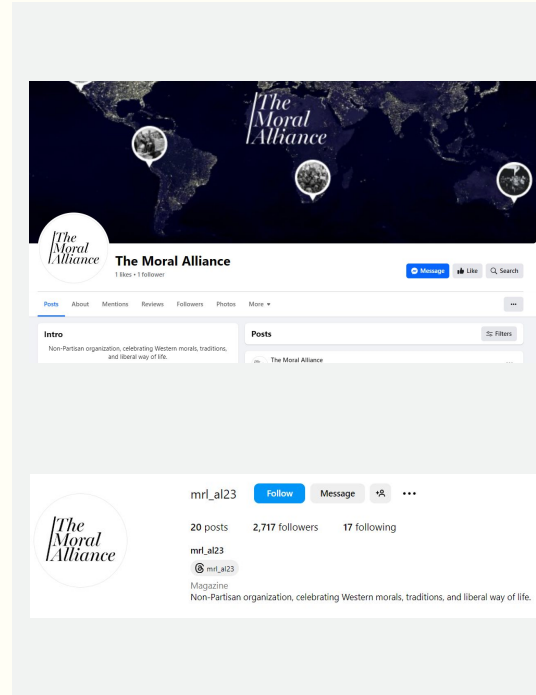 The
Moral
Alliance
The
Moral
Alliance
The Moral Alliance
1 likes • 1 follower
Message
Like
Search
Posts About Mentions Reviews Followers Photos More
Intro
Non-Partisan organization, celebrating Western morals, traditions,
and liberal way of life.
Posts
Filters
The Moral Alliance
The
Moral
Alliance
mrl_al23 Follow Message
20 posts 2,717 followers 17 following
mrl_al23
mrl_al23
Magazine
Non-Partisan organization, celebrating Western morals, traditions, and liberal way of life.